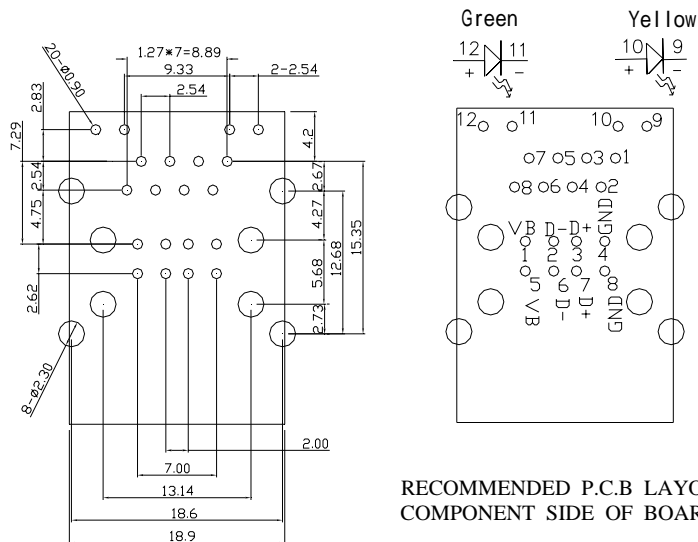 Green Yellow
12 11 10 9
+ - + -
20-ø0.90
1.27*7=8.89
9.33
2-2.54
2.54
2.83
7.29
2.54
4.75
2.62
4.2
2.67
4.27
5.68
2.73
12.68
15.35
8-ø2.30
2.00
7.00
13.14
18.6
18.9
12 11 10 9
7 5 3 1
8 6 4 2
VB D- D+ GND
1 2 3 4
5 6 7 8
VB D- D+ GND
RECOMMENDED P.C.B LAYO
COMPONENT SIDE OF BOAR